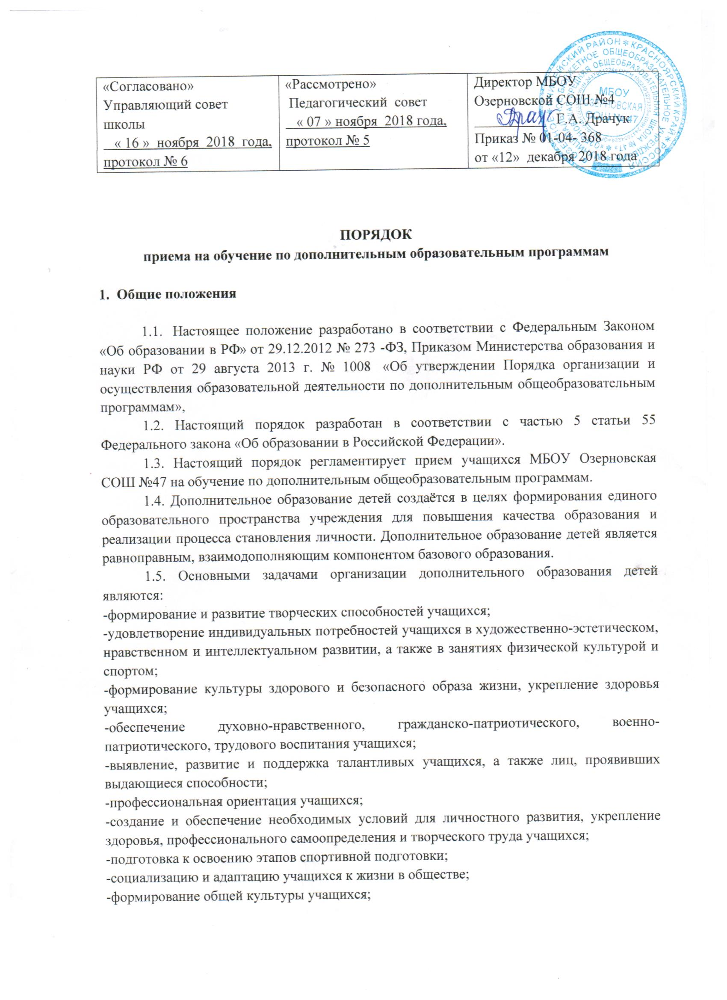 «Согласовано»
Управляющий совет
школы
« 16 » ноября 2018 года,
протокол № 6
«Рассмотрено»
Педагогический совет
« 07 » ноября 2018 года,
протокол № 5
Директор МБОУ
Озерновской СОШ №4
Г.А. Драчук
Приказ № 01-04- 368
от «12» декабря 2018 года
РАЙОН * КРАСНОЯРСКИЙ КРАЙ * РОССИЯ
МБОУ
ОЗЕРНОВСКАЯ
СОШ № 47
ПОРЯДОК
приема на обучение по дополнительным образовательным программам
1. Общие положения
1.1. Настоящее положение разработано в соответствии с Федеральным Законом
«Об образовании в РФ» от 29.12.2012 № 273 -ФЗ, Приказом Министерства образования и
науки РФ от 29 августа 2013 г. № 1008 «Об утверждении Порядка организации и
осуществления образовательной деятельности по дополнительным общеобразовательным
программам»,
1.2. Настоящий порядок разработан в соответствии с частью 5 статьи 55
Федерального закона «Об образовании в Российской Федерации».
1.3. Настоящий порядок регламентирует прием учащихся МБОУ Озерновская
СОШ №47 на обучение по дополнительным общеобразовательным программам.
1.4. Дополнительное образование детей создаётся в целях формирования единого
образовательного пространства учреждения для повышения качества образования и
реализации процесса становления личности. Дополнительное образование детей является
равноправным, взаимодополняющим компонентом базового образования.
1.5. Основными задачами организации дополнительного образования детей
являются:
-формирование и развитие творческих способностей учащихся;
-удовлетворение индивидуальных потребностей учащихся в художественно-эстетическом,
нравственном и интеллектуальном развитии, а также в занятиях физической культурой и
спортом;
-формирование культуры здорового и безопасного образа жизни, укрепление здоровья
учащихся;
-обеспечение духовно-нравственного, гражданско-патриотического, военно-
патриотического, трудового воспитания учащихся;
-выявление, развитие и поддержка талантливых учащихся, а также лиц, проявивших
выдающиеся способности;
-профессиональная ориентация учащихся;
-создание и обеспечение необходимых условий для личностного развития, укрепление
здоровья, профессионального самоопределения и творческого труда учащихся;
-подготовка к освоению этапов спортивной подготовки;
-социализацию и адаптацию учащихся к жизни в обществе;
-формирование общей культуры учащихся;